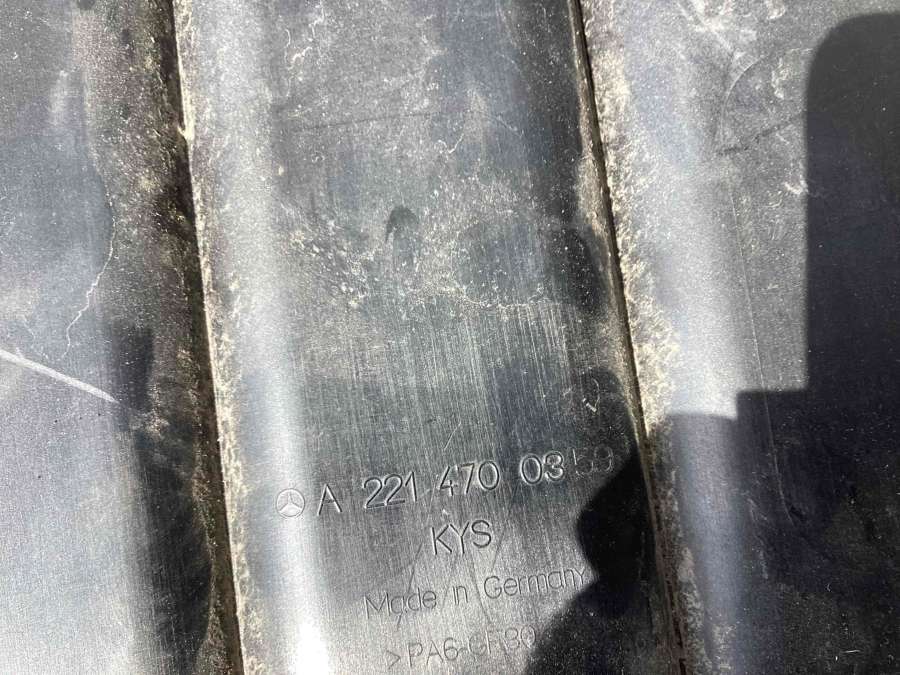 A 221 470 03 59
KYS
Made in Germany
>PA6-GF30